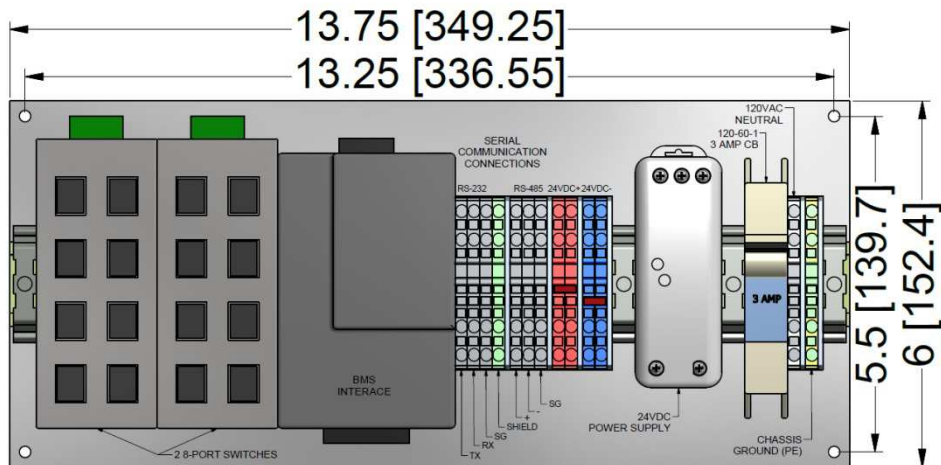 13.75 [349.25]
13.25 [336.55]
120VAC
NEUTRAL
SERIAL
COMMUNICATION
CONNECTIONS
120-60-1
3 AMP CB
RS-232
RS-485
24VDC+
24VDC-
5.5 [139.7]
6 [152.4]
3 AMP
BMS
INTERACE
SG
+
-
SHIELD
SG
RX
TX
24VDC
POWER SUPPLY
CHASSIS
GROUND (PE)
2 8-PORT SWITCHES